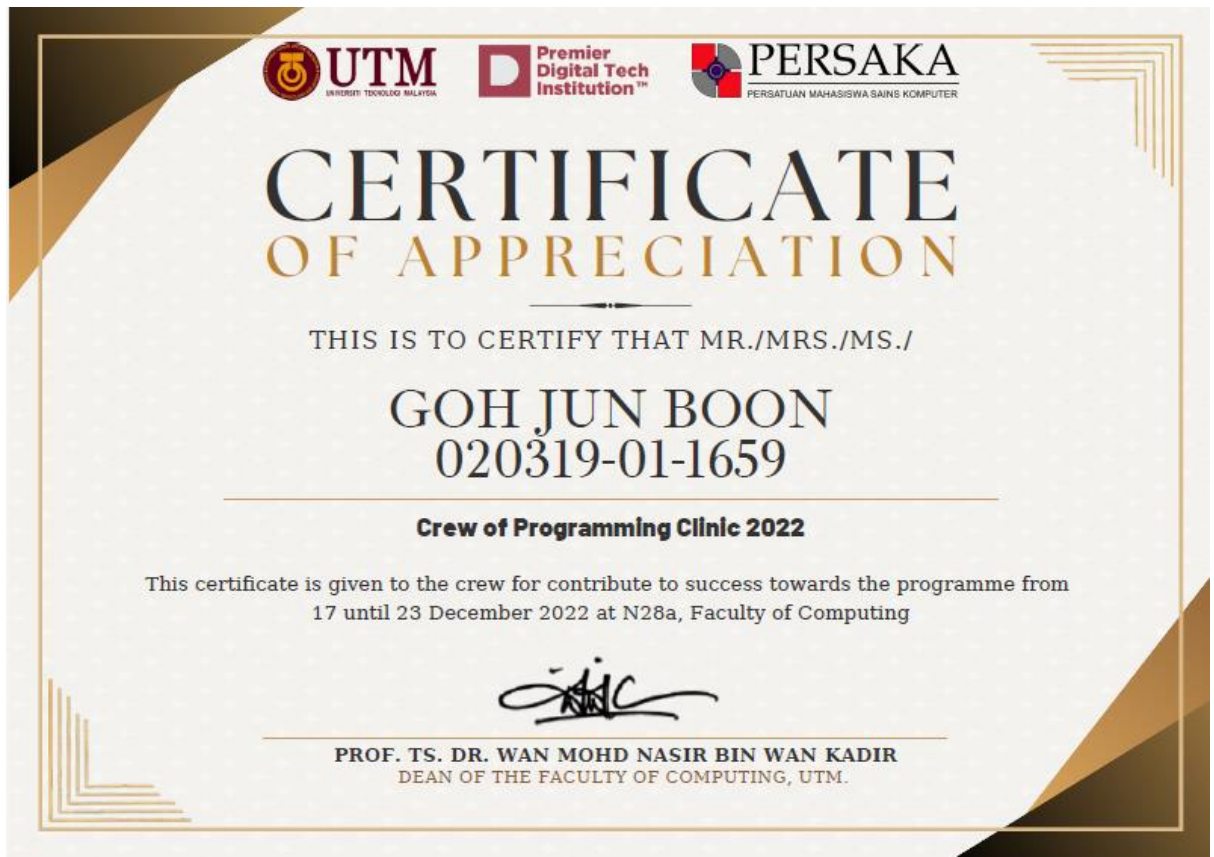 UTM
UNIVERSITI TEKNOLOGI MALAYSIA
Premier
Digital Tech
Institution™
PERSAKA
PERSATUAN MAHASISWA SAINS KOMPUTER
CERTIFICATE
OF APPRECIATION
THIS IS TO CERTIFY THAT MR./MRS./MS./
GOH JUN BOON
020319-01-1659
Crew of Programming Clinic 2022
This certificate is given to the crew for contribute to success towards the programme from
17 until 23 December 2022 at N28a, Faculty of Computing
PROF. TS. DR. WAN MOHD NASIR BIN WAN KADIR
DEAN OF THE FACULTY OF COMPUTING, UTM.